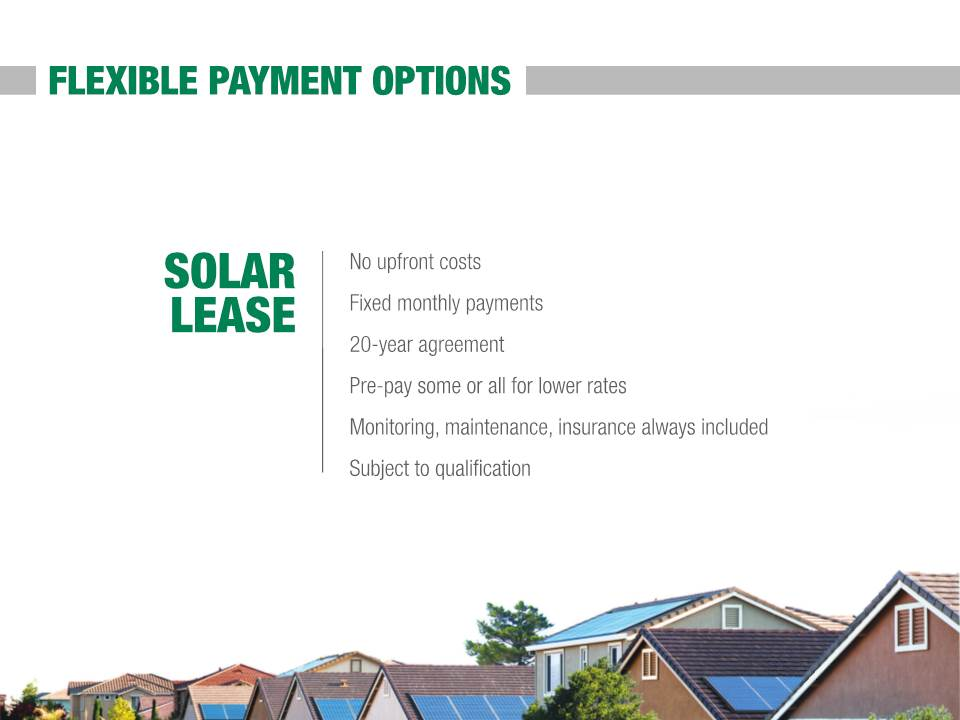 FLEXIBLE PAYMENT OPTIONS
SOLAR
LEASE
No upfront costs
Fixed monthly payments
20-year agreement
Pre-pay some or all for lower rates
Monitoring, maintenance, insurance always included
Subject to qualification